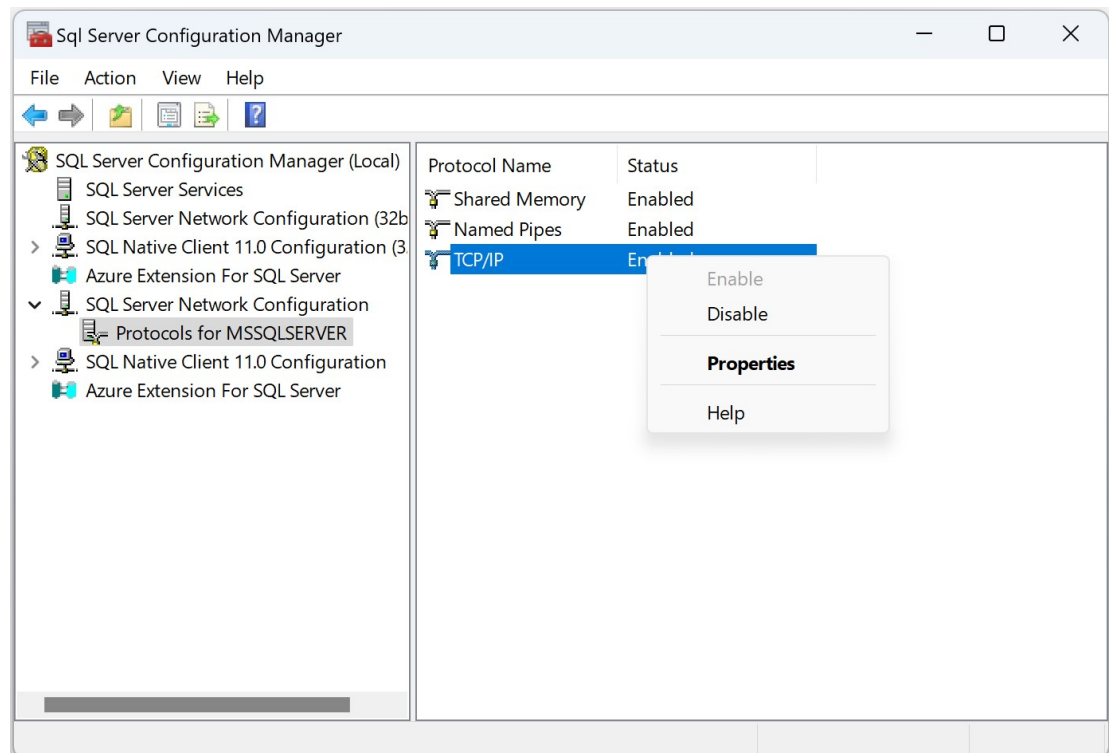 Sql Server Configuration Manager
File Action View Help
SQL Server Configuration Manager (Local)
SQL Server Services
SQL Server Network Configuration (32b
SQL Native Client 11.0 Configuration (3.
Azure Extension For SQL Server
SQL Server Network Configuration
Protocols for MSSQLSERVER
SQL Native Client 11.0 Configuration
Azure Extension For SQL Server
Protocol Name Status
Shared Memory Enabled
Named Pipes Enabled
TCP/IP
Enable
Disable
Properties
Help